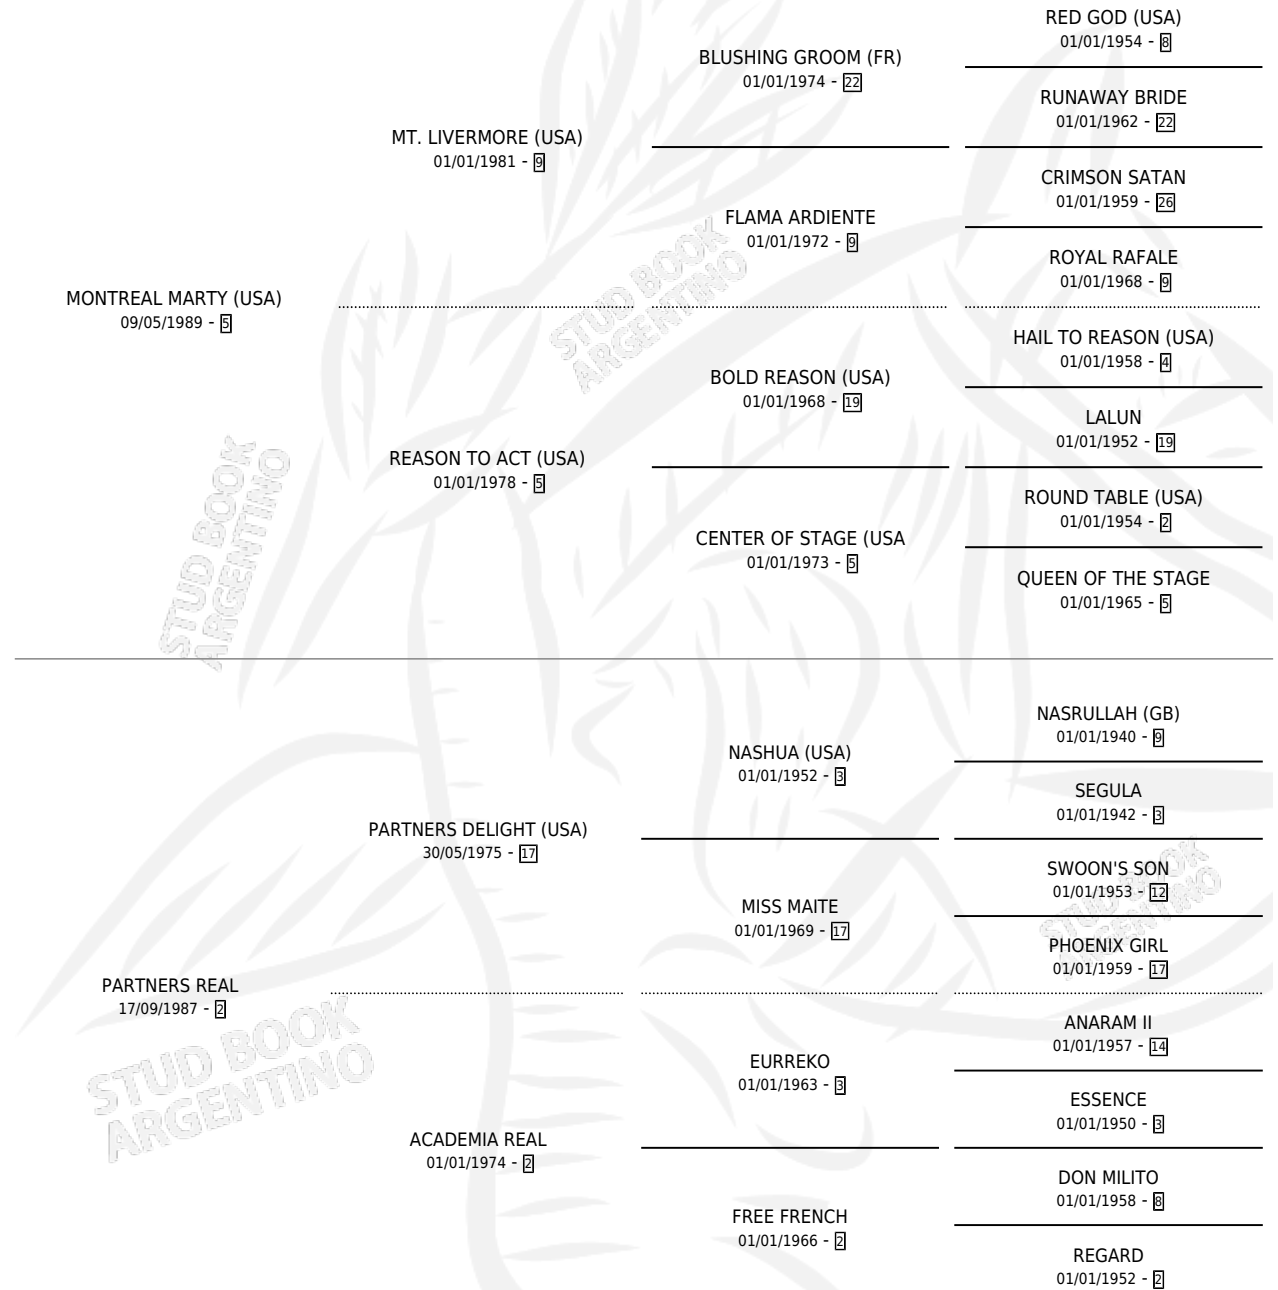 RED GOD (USA)
01/01/1954 - 8
BLUSHING GROOM (FR)
01/01/1974 - 22
RUNAWAY BRIDE
01/01/1962 - 22
MT. LIVERMORE (USA)
01/01/1981 - 9
CRIMSON SATAN
01/01/1959 - 26
FLAMA ARDIENTE
01/01/1972 - 9
ROYAL RAFALE
01/01/1968 - 9
MONTREAL MARTY (USA)
09/05/1989 - 5
HAIL TO REASON (USA)
01/01/1958 - 4
BOLD REASON (USA)
01/01/1968 - 19
LALUN
01/01/1952 - 19
REASON TO ACT (USA)
01/01/1978 - 5
ROUND TABLE (USA)
01/01/1954 - 2
CENTER OF STAGE (USA
01/01/1973 - 5
QUEEN OF THE STAGE
01/01/1965 - 5
NASRULLAH (GB)
01/01/1940 - 9
NASHUA (USA)
01/01/1952 - 3
SEGULA
01/01/1942 - 3
PARTNERS DELIGHT (USA)
30/05/1975 - 17
SWOON'S SON
01/01/1953 - 12
MISS MAITE
01/01/1969 - 17
PHOENIX GIRL
01/01/1959 - 17
PARTNERS REAL
17/09/1987 - 2
ANARAM II
01/01/1957 - 14
EURREKO
01/01/1963 - 3
ESSENCE
01/01/1950 - 3
ACADEMIA REAL
01/01/1974 - 2
DON MILITO
01/01/1958 - 8
FREE FRENCH
01/01/1966 - 2
REGARD
01/01/1952 - 2
STUD BOOK
ARGENTINO
STUD BOOK
ARGENTINO
STUD BOOK
ARGENTINO
STUD BOOK
ARGENTINO